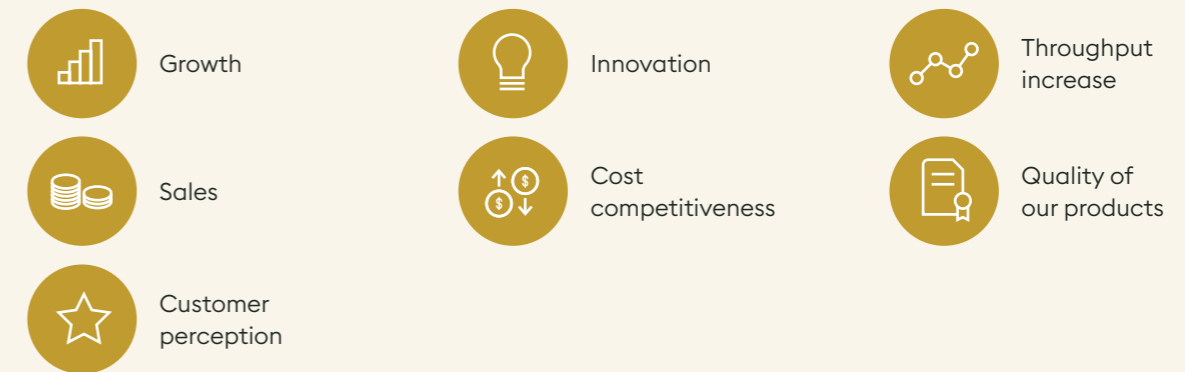 Growth
Innovation
Throughput
increase
Sales
$
$
Cost
competitiveness
Quality of
our products
Customer
perception